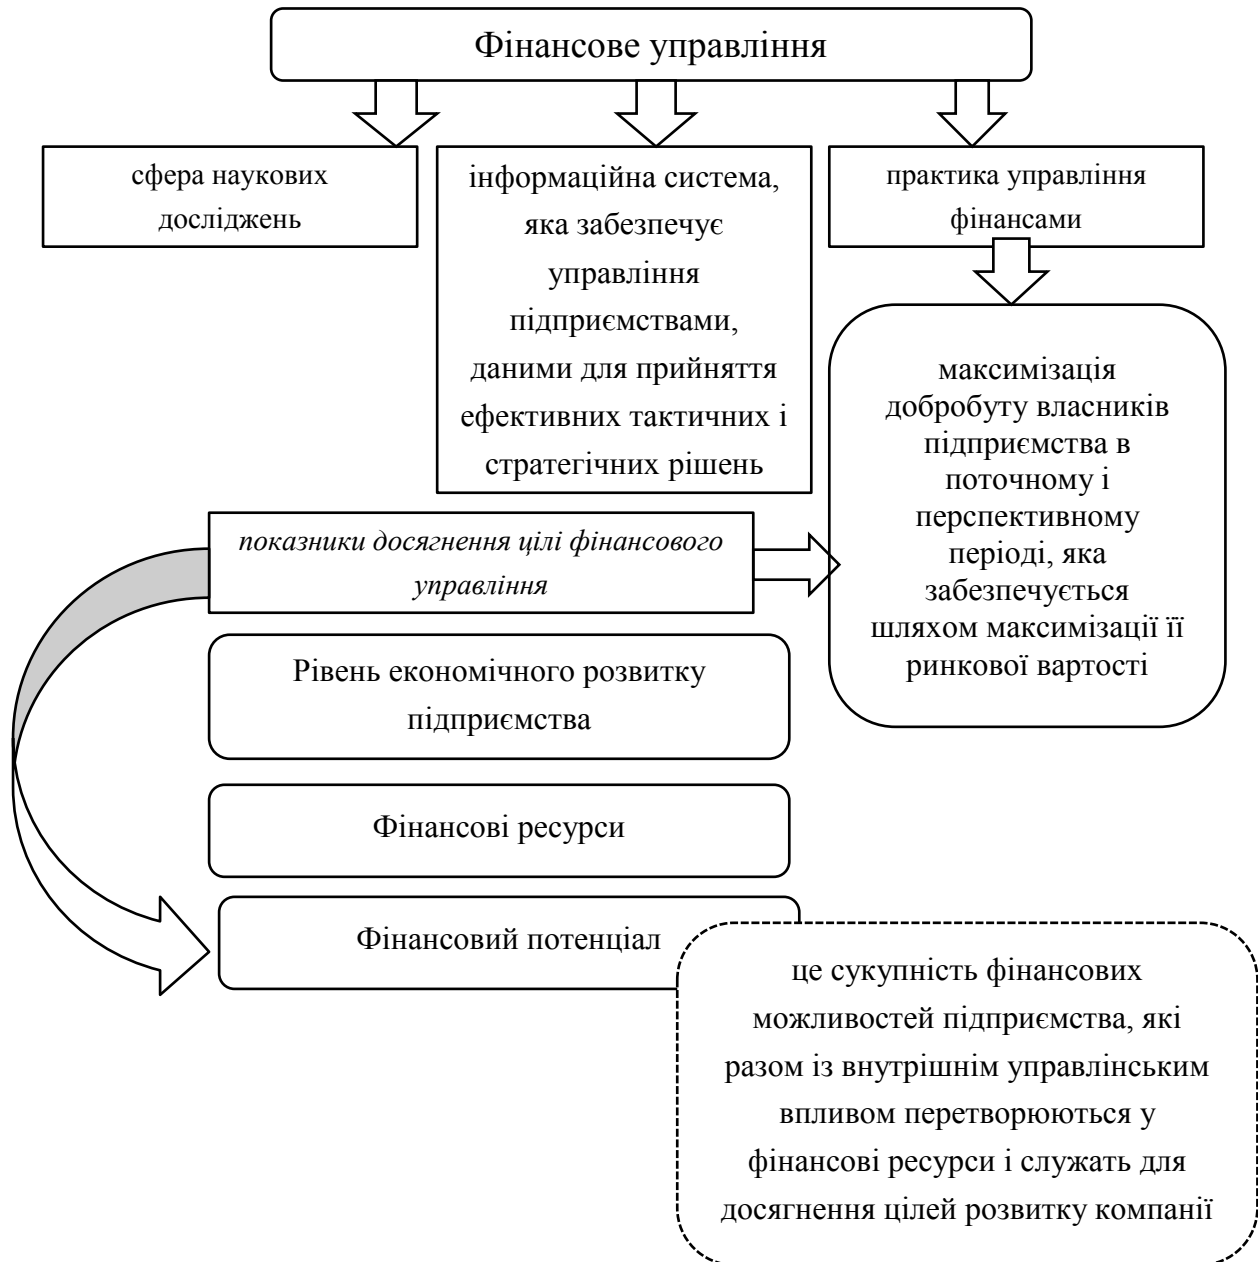 Фінансове управління
сфера наукових
досліджень
інформаційна система,
яка забезпечує
управління
підприємствами,
даними для прийняття
ефективних тактичних і
стратегічних рішень
практика управління
фінансами
максимізація
добробуту власників
підприємства в
поточному і
перспективному
періоді, яка
забезпечується
шляхом максимізації її
ринкової вартості
показники досягнення цілі фінансового
управління
Рівень економічного розвитку
підприємства
Фінансові ресурси
Фінансовий потенціал
це сукупність фінансових
можливостей підприємства, які
разом із внутрішнім управлінським
впливом перетворюються у
фінансові ресурси і служать для
досягнення цілей розвитку компанії